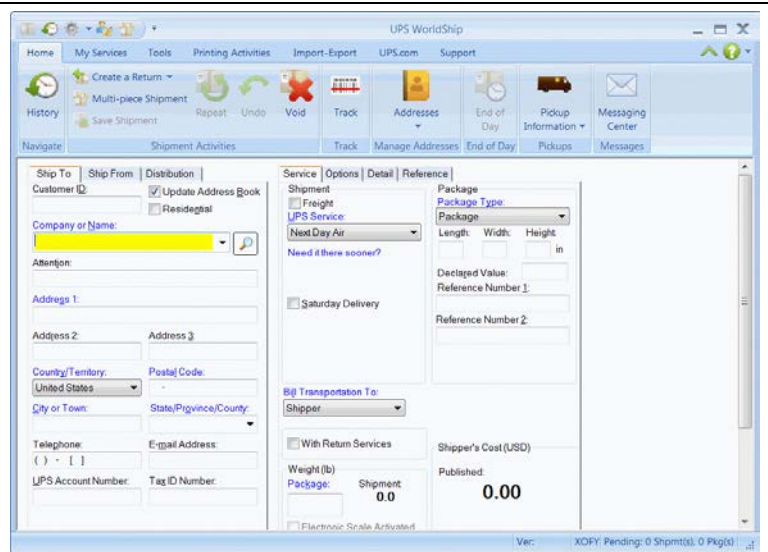 UPS WorldShip
Home My Services Tools Printing Activities Import-Export UPS.com Support
History
Create a Return
Multi-piece Shipment
Save Shipment
Repeat Undo Void Track Addresses End of Day Pickup Information Messaging Center
Navigate Shipment Activities Track Manage Addresses End of Day Pickups Messages
Ship To Ship From Distribution
Customer ID:
Update Address Book
Residential
Company or Name:
Attention:
Address 1:
Address 2: Address 3
Country/Territory: Postal Code:
United States -
City or Town: State/Province/County:
Telephone: E-mail Address:
( ) - [ ]
UPS Account Number: Tax ID Number:
Service Options Detail Reference
Shipment
Freight
UPS Service:
Next Day Air
Need it there sooner?
Saturday Delivery
Package
Package Type:
Package
Length: Width: Height:
in
Declared Value:
Reference Number 1:
Reference Number 2:
Bill Transportation To:
Shipper
With Return Services
Weight (lb)
Package: Shipment
0.0
Electronic Scale Activated
Shipper's Cost (USD)
Published:
0.00
Ver: XOFY Pending: 0 Shpmt(s), 0 Pkg(s)